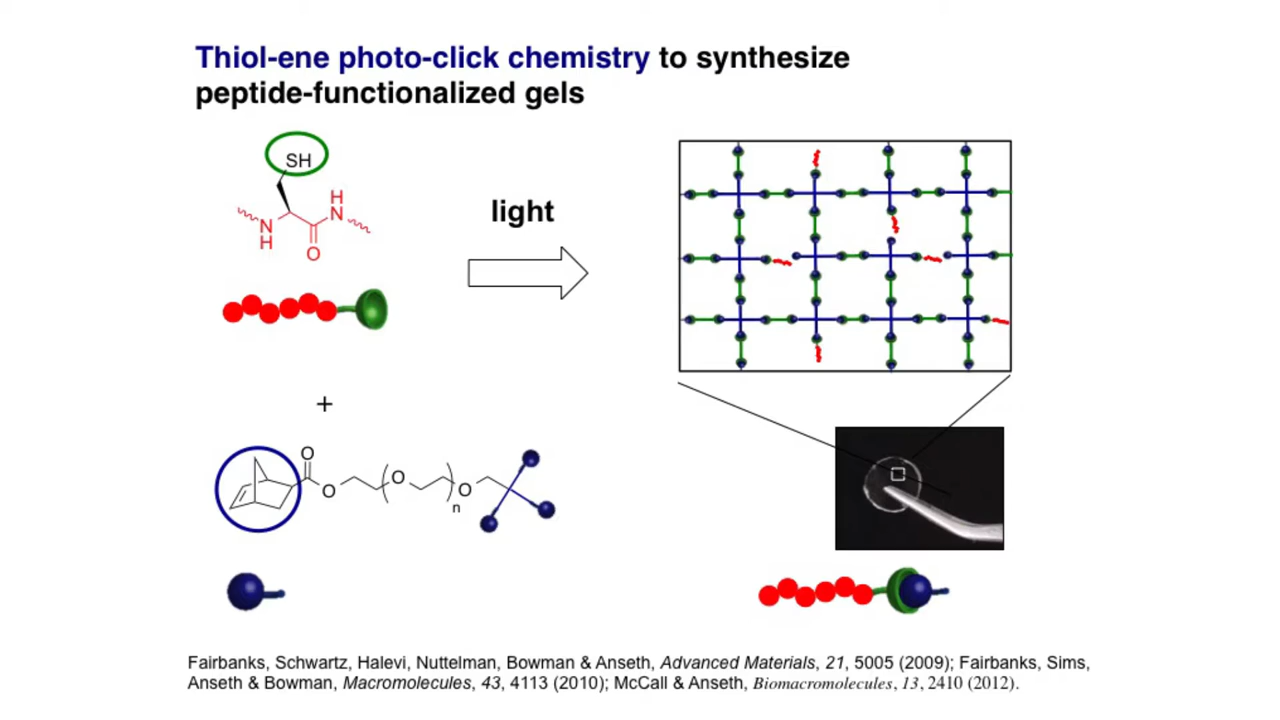 Thiol-ene photo-click chemistry to synthesize
peptide-functionalized gels
SH
H
N
N
H
O
light
+
O
O
O
O
n
Fairbanks, Schwartz, Halevi, Nuttelman, Bowman & Anseth, Advanced Materials, 21, 5005 (2009); Fairbanks, Sims,
Anseth & Bowman, Macromolecules, 43, 4113 (2010); McCall & Anseth, Biomacromolecules, 13, 2410 (2012).